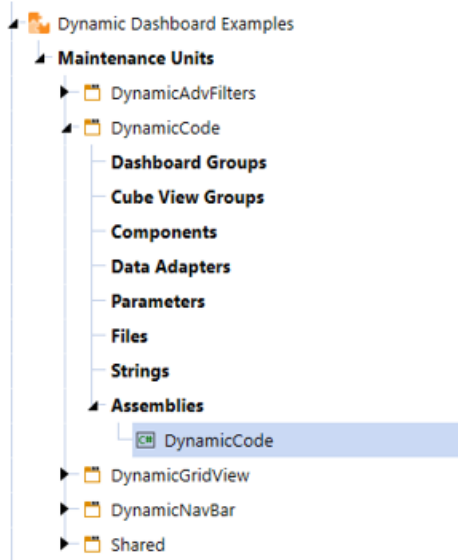 Dynamic Dashboard Examples
Maintenance Units
DynamicAdvFilters
DynamicCode
Dashboard Groups
Cube View Groups
Components
Data Adapters
Parameters
Files
Strings
Assemblies
C# DynamicCode
DynamicGridView
DynamicNavBar
Shared